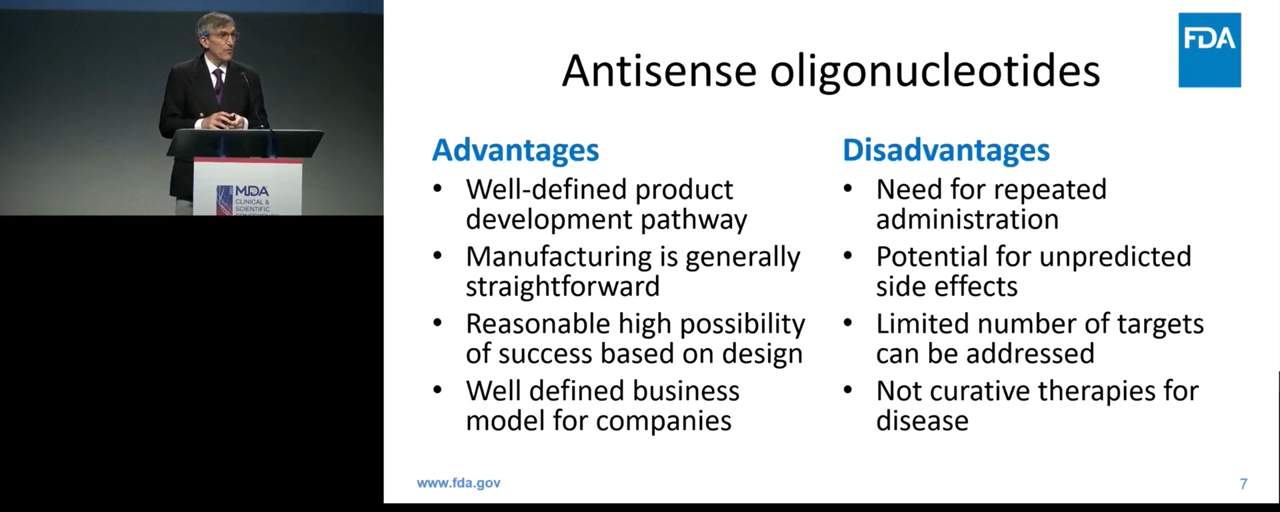 MDA
CLINICAL &
SCIENTIFIC
FDA
Antisense oligonucleotides
Advantages
• Well-defined product
development pathway
• Manufacturing is generally
straightforward
• Reasonable high possibility
of success based on design
• Well defined business
model for companies
Disadvantages
• Need for repeated
administration
• Potential for unpredicted
side effects
• Limited number of targets
can be addressed
• Not curative therapies for
disease
www.fda.gov
7